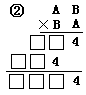 ② A B
× B A
□ □ 4
□ □ 4
□ □ □ 4